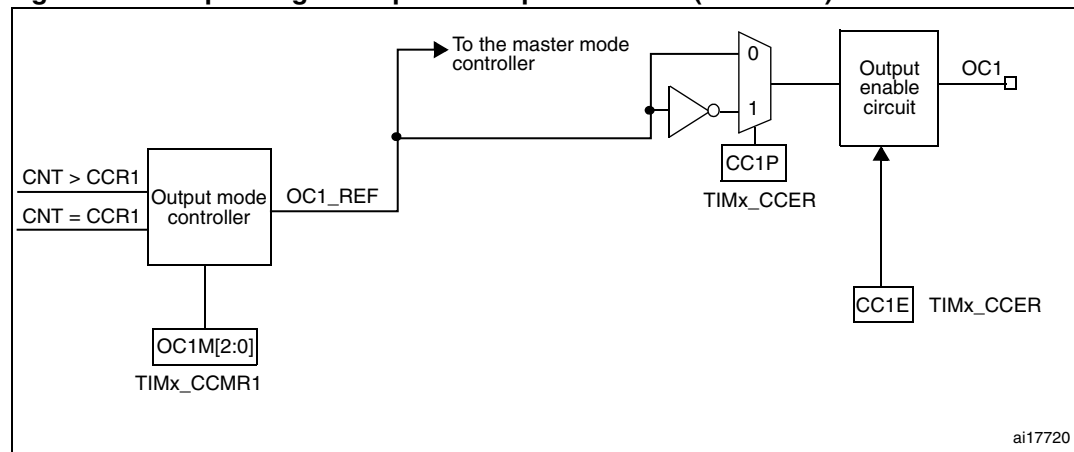 To the master mode
controller
0
1
Output
enable
circuit
OC1
CC1P
TIMx_CCER
CNT > CCR1
CNT = CCR1
Output mode
controller
OC1_REF
CC1E
TIMx_CCER
OC1M[2:0]
TIMx_CCMR1
ai17720